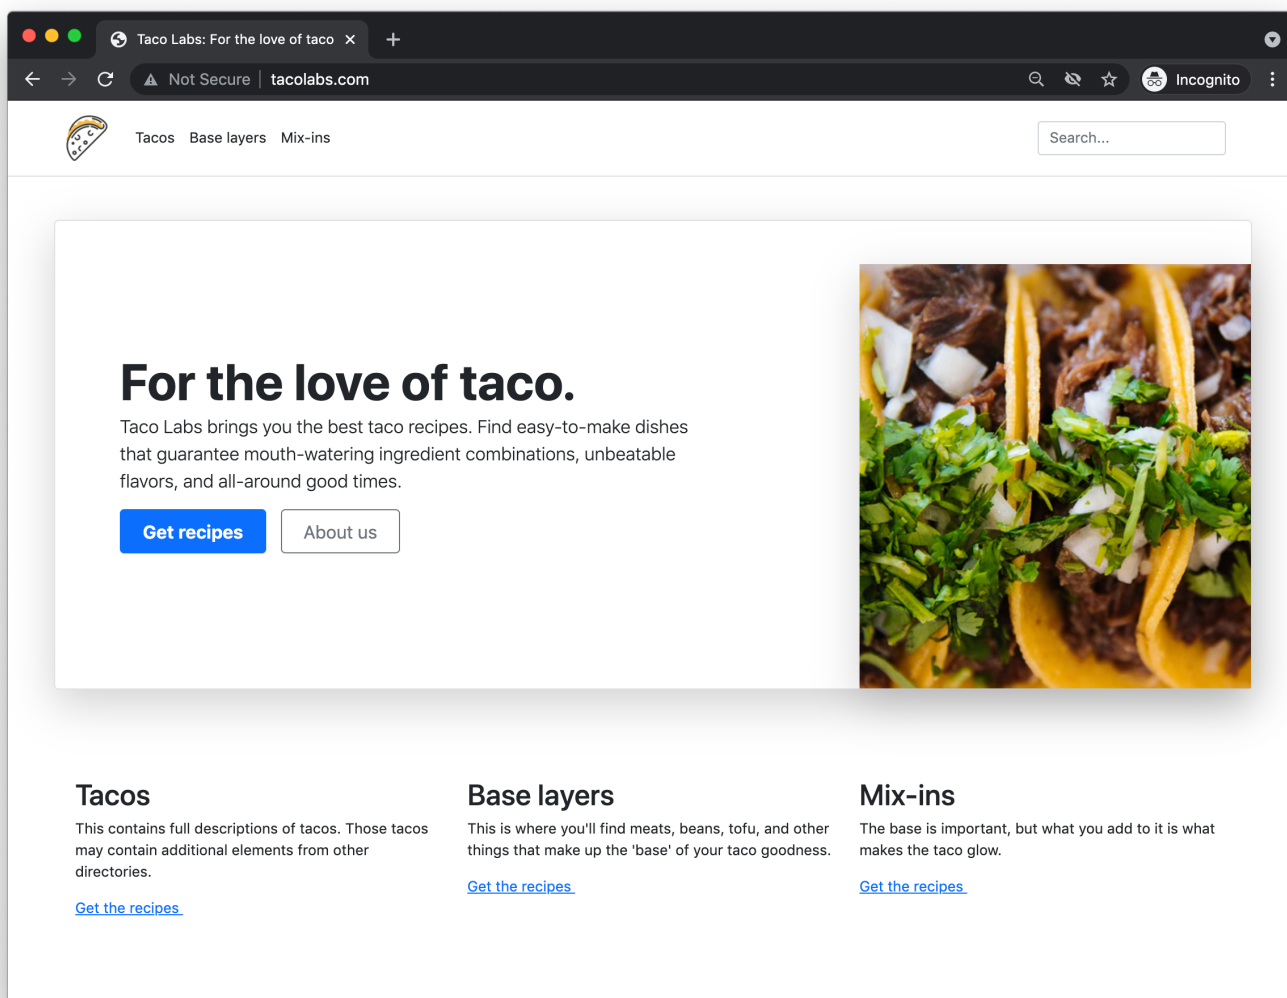 Taco Labs: For the love of taco
Not Secure
tacolabs.com
Incognito
Tacos
Base layers
Mix-ins
Search...
For the love of taco.
Taco Labs brings you the best taco recipes. Find easy-to-make dishes
that guarantee mouth-watering ingredient combinations, unbeatable
flavors, and all-around good times.
Get recipes
About us
Tacos
This contains full descriptions of tacos. Those tacos
may contain additional elements from other
directories.
Get the recipes
Base layers
This is where you'll find meats, beans, tofu, and other
things that make up the 'base' of your taco goodness.
Get the recipes
Mix-ins
The base is important, but what you add to it is what
makes the taco glow.
Get the recipes